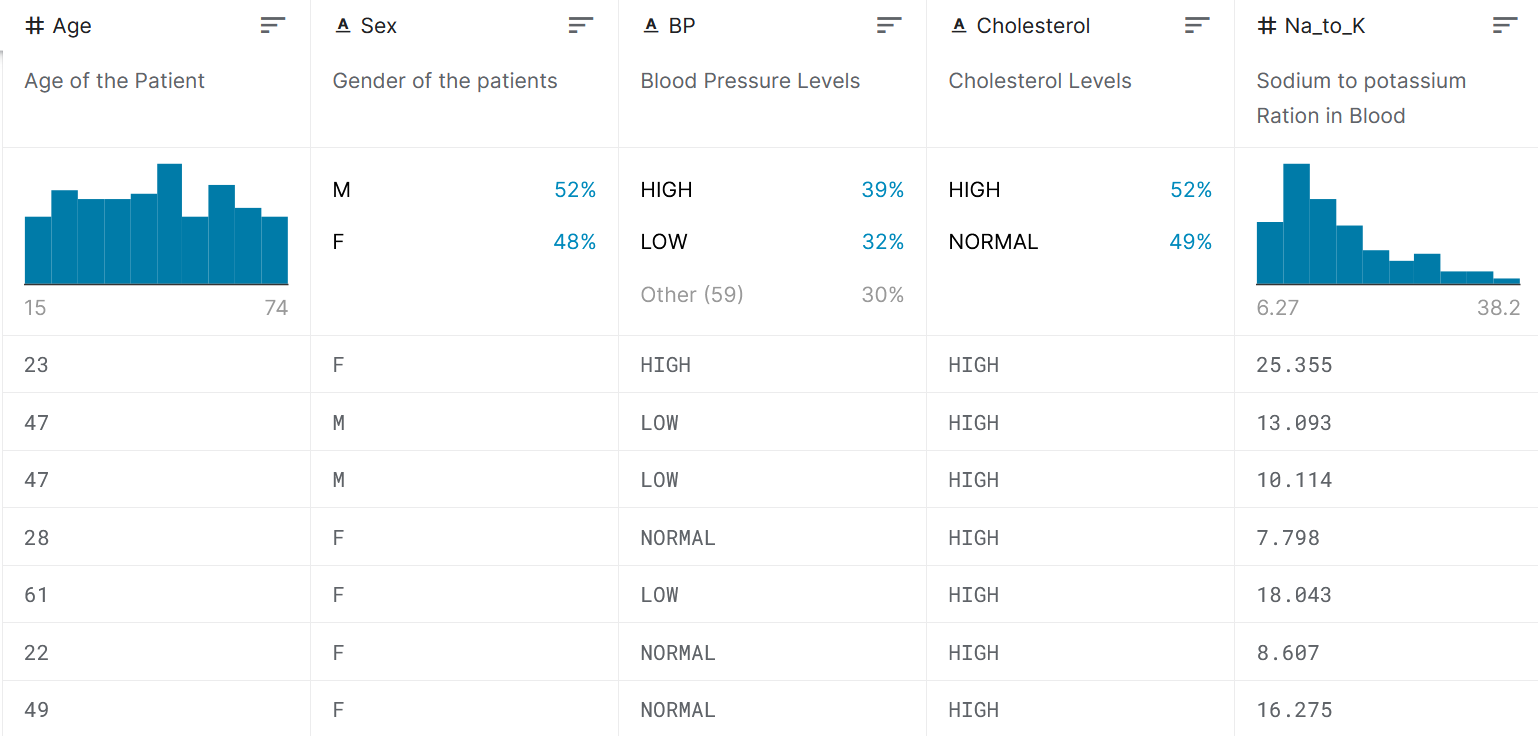 # Age A Sex A BP A Cholesterol # Na_to_K
Age of the Patient Gender of the patients Blood Pressure Levels Cholesterol Levels Sodium to potassium
Ration in Blood
M 52% HIGH 39% HIGH 52%
F 48% LOW 32% NORMAL 49%
Other (59) 30%
15 74 6.27 38.2
23 F HIGH HIGH 25.355
47 M LOW HIGH 13.093
47 M LOW HIGH 10.114
28 F NORMAL HIGH 7.798
61 F LOW HIGH 18.043
22 F NORMAL HIGH 8.607
49 F NORMAL HIGH 16.275